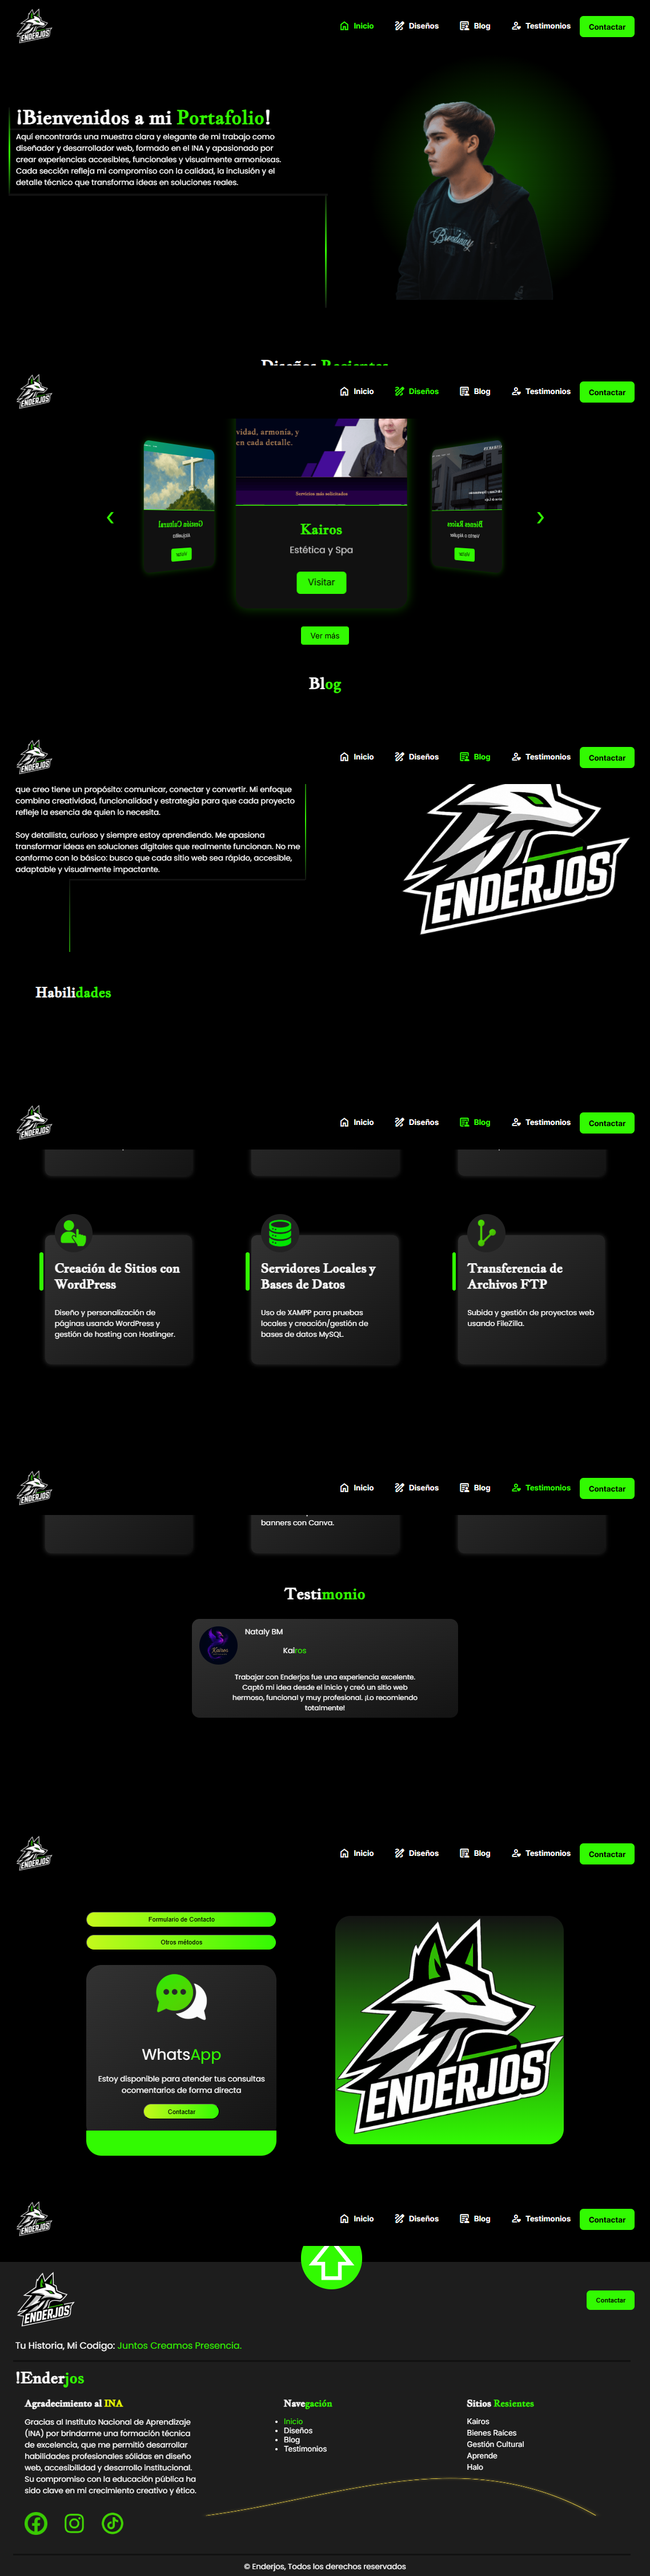 ENDERJOS
Inicio
Diseños
Blog
Testimonios
Contactar
¡Bienvenidos a mi Portafolio!
Aquí encontrarás una muestra clara y elegante de mi trabajo como
diseñador y desarrollador web, formado en el INA y apasionado por
crear experiencias accesibles, funcionales y visualmente armoniosas.
Cada sección refleja mi compromiso con la calidad, la inclusión y el
detalle técnico que transforma ideas en soluciones reales.
Diseños Resientes
ENDERJOS
Inicio
Diseños
Blog
Testimonios
Contactar
vidad, armonía, y
en cada detalle.
Servicios más solicitados
Gestión Cultural
Visitar
Kairos
Estética y Spa
Visitar
Bienes Raíces
Visitar
Ver más
Blog
ENDERJOS
Inicio
Diseños
Blog
Testimonios
Contactar
que creo tiene un propósito: comunicar, conectar y convertir. Mi enfoque
combina creatividad, funcionalidad y estrategia para que cada proyecto
refleje la esencia de quien lo necesita.
Soy detallista, curioso y siempre estoy aprendiendo. Me apasiona
transformar ideas en soluciones digitales que realmente funcionan. No me
conformo con lo básico: busco que cada sitio web sea rápido, accesible,
adaptable y visualmente impactante.
ENDERJOS
Habilidades
ENDERJOS
Inicio
Diseños
Blog
Testimonios
Contactar
Creación de Sitios con
WordPress
Diseño y personalización de
páginas usando WordPress y
gestión de hosting con Hostinger.
Servidores Locales y
Bases de Datos
Uso de XAMPP para pruebas
locales y creación/gestión de
bases de datos MySQL.
Transferencia de
Archivos FTP
Subida y gestión de proyectos web
usando FileZilla.
ENDERJOS
Inicio
Diseños
Blog
Testimonios
Contactar
banners con Canva.
Testimonio
Kairos
Nataly BM
Kairos
Trabajar con Enderjos fue una experiencia excelente.
Captó mi idea desde el inicio y creó un sitio web
hermoso, funcional y muy profesional. ¡Lo recomiendo
totalmente!
ENDERJOS
Inicio
Diseños
Blog
Testimonios
Contactar
Formulario de Contacto
Otros métodos
WhatsApp
Estoy disponible para atender tus consultas
ocomentarios de forma directa
Contactar
ENDERJOS
ENDERJOS
Inicio
Diseños
Blog
Testimonios
Contactar
ENDERJOS
Contactar
Tu Historia, Mi Codigo: Juntos Creamos Presencia.
!Enderjos
Agradecimiento al INA
Gracias al Instituto Nacional de Aprendizaje
(INA) por brindarme una formación técnica
de excelencia, que me permitió desarrollar
habilidades profesionales sólidas en diseño
web, accesibilidad y desarrollo institucional.
Su compromiso con la educación pública ha
sido clave en mi crecimiento creativo y ético.
Navegación
Inicio
Diseños
Blog
Testimonios
Sitios Resientes
Kairos
Bienes Raíces
Gestión Cultural
Aprende
Halo
© Enderjos, Todos los derechos reservados